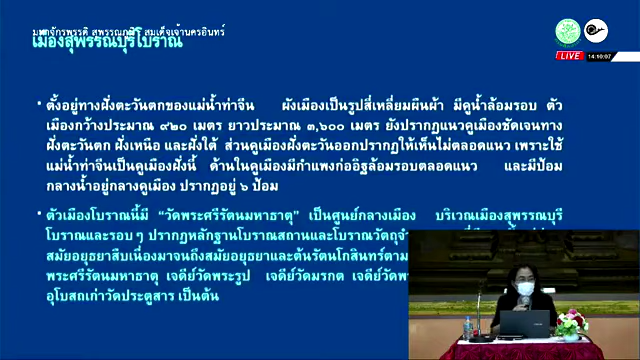 มหาจักรพรรดิ สุพรรณภูมิ สมเด็จเจ้านครอินทร์
เมืองสุพรรณบุรีโบราณ
LIVE 14:10:07
• ตั้งอยู่ทางฝั่งตะวันตกของแม่น้ำท่าจีน ผังเมืองเป็นรูปสี่เหลี่ยมผืนผ้า มีคูน้ำล้อมรอบ ตัว
เมืองกว้างประมาณ ๙๒๐ เมตร ยาวประมาณ ๓,๖๐๐ เมตร ยังปรากฏแนวคูเมืองชัดเจนทาง
ฝั่งตะวันตก ฝั่งเหนือ และฝั่งใต้ ส่วนคูเมืองฝั่งตะวันออกปรากฏให้เห็นไม่ตลอดแนว เพราะใช้
แม่น้ำท่าจีนเป็นคูเมืองฝั่งนี้ ด้านในคูเมืองมีกำแพงก่ออิฐล้อมรอบตลอดแนว และมีป้อม
กลางน้ำอยู่กลางคูเมือง ปรากฏอยู่ ๖ ป้อม
• ตัวเมืองโบราณนี้มี “วัดพระศรีรัตนมหาธาตุ” เป็นศูนย์กลางเมือง บริเวณเมืองสุพรรณบุรี
โบราณและรอบๆ ปรากฏหลักฐานโบราณสถานและโบราณวัตถุ
สมัยอยุธยาสืบเนื่องมาจนถึงสมัยอยุธยาและต้นรัตนโกสินทร์ตาม
พระศรีรัตนมหาธาตุ เจดีย์วัดพระรูป เจดีย์วัดมรกต เจดีย์วัด
อุโบสถเก่าวัดประตูสาร เป็นต้น